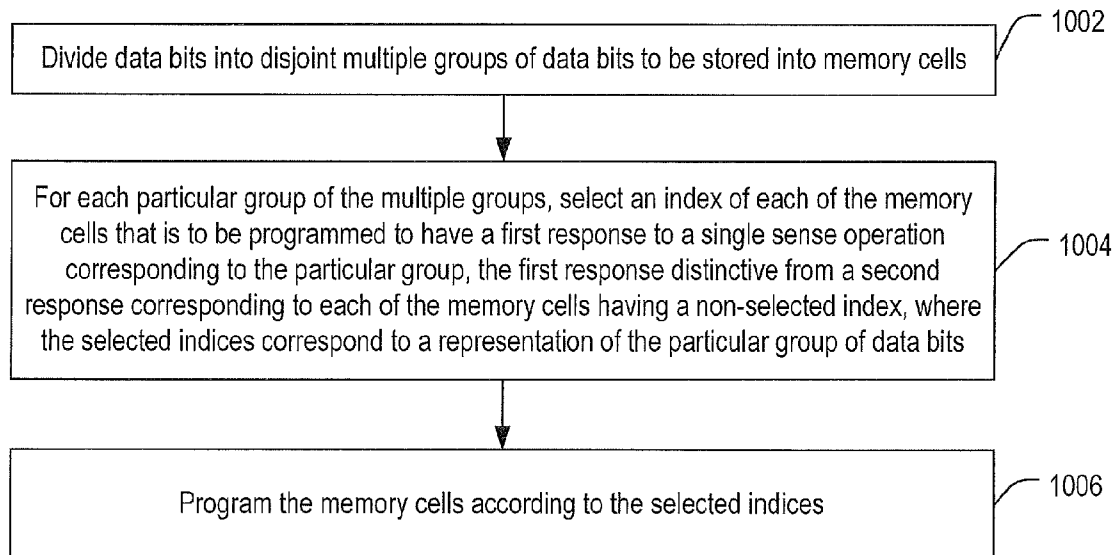 1002
Divide data bits into disjoint multiple groups of data bits to be stored into memory cells
For each particular group of the multiple groups, select an index of each of the memory
cells that is to be programmed to have a first response to a single sense operation
corresponding to the particular group, the first response distinctive from a second
response corresponding to each of the memory cells having a non-selected index, where
the selected indices correspond to a representation of the particular group of data bits
1004
Program the memory cells according to the selected indices
1006